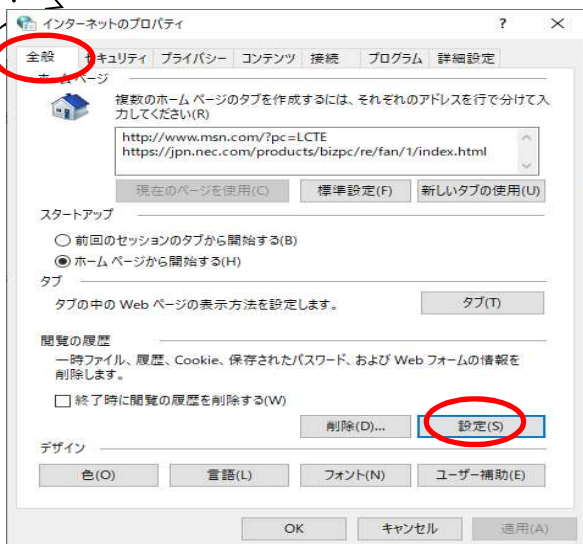 インターネットのプロパティ ? ×
全般 セキュリティ プライバシー コンテンツ 接続 プログラム 詳細設定
ホーム ページ
複数のホーム ページのタブを作成するには、それぞれのアドレスを行で分けて入
力してください(R)
http://www.msn.com/?pc=LCTE
https://jpn.nec.com/products/bizpc/re/fan/1/index.html
現在のページを使用(C) 標準設定(F) 新しいタブの使用(U)
スタートアップ
前回のセッションのタブから開始する(B)
ホーム ページから開始する(H)
タブ
タブの中の Web ページの表示方法を設定します。 タブ(T)
閲覧の履歴
一時ファイル、履歴、Cookie、保存されたパスワード、および Web フォームの情報を
削除します。
終了時に閲覧の履歴を削除する(W)
削除(D)... 設定(S)
デザイン
色(O) 言語(L) フォント(N) ユーザー補助(E)
OK キャンセル 適用(A)